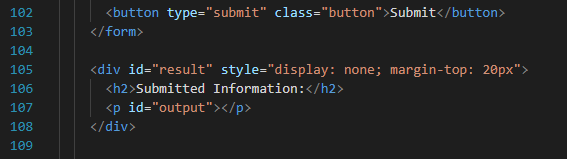 102 <button type="submit" class="button">Submit</button>
103 </form>
104
105 <div id="result" style="display: none; margin-top: 20px">
106 <h2>Submitted Information:</h2>
107 <p id="output"></p>
108 </div>
109